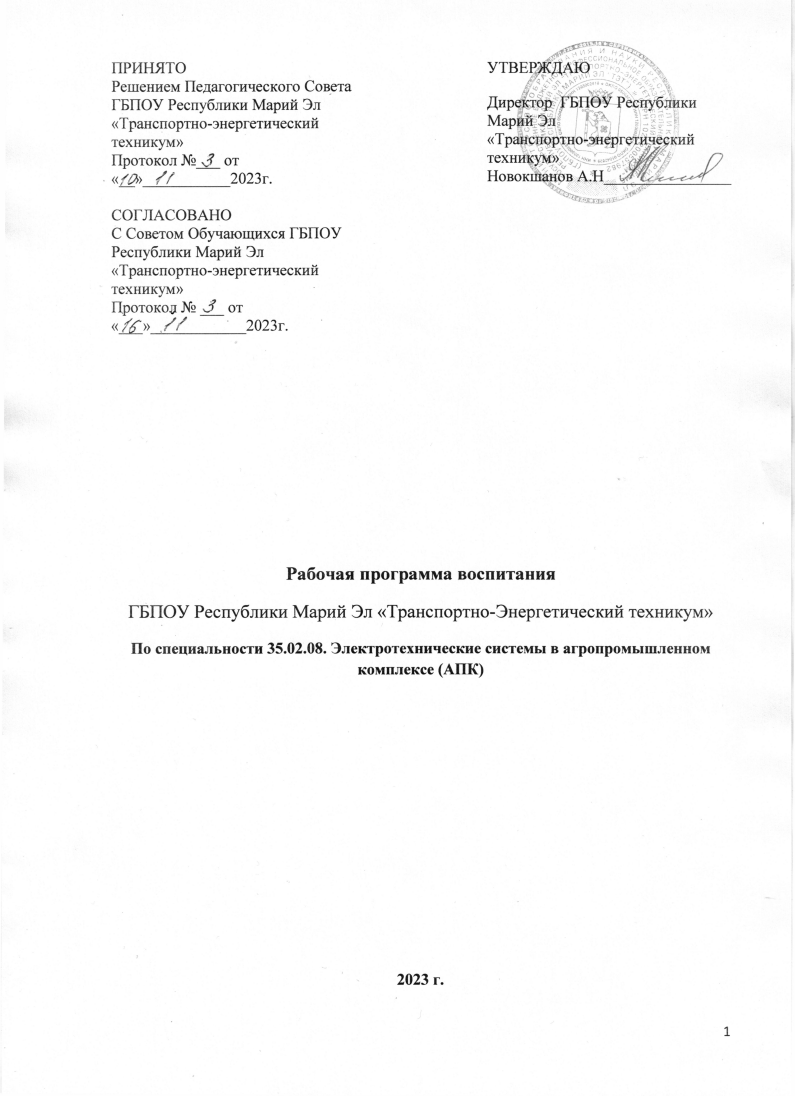 ПРИНЯТО
Решением Педагогического Совета
ГБПОУ Республики Марий Эл
«Транспортно-энергетический
техникум»
Протокол № 3 от
«10» 11 2023г.
СОГЛАСОВАНО
С Советом Обучающихся ГБПОУ
Республики Марий Эл
«Транспортно-энергетический
техникум»
Протокол № 3 от
«16» 11 2023г.
УТВЕРЖДАЮ
Директор ГБПОУ Республики
Марий Эл
«Транспортно-энергетический
техникум»
Новокшанов А.Н
Рабочая программа воспитания
ГБПОУ Республики Марий Эл «Транспортно-Энергетический техникум»
По специальности 35.02.08. Электротехнические системы в агропромышленном
комплексе (АПК)
2023 г.
1